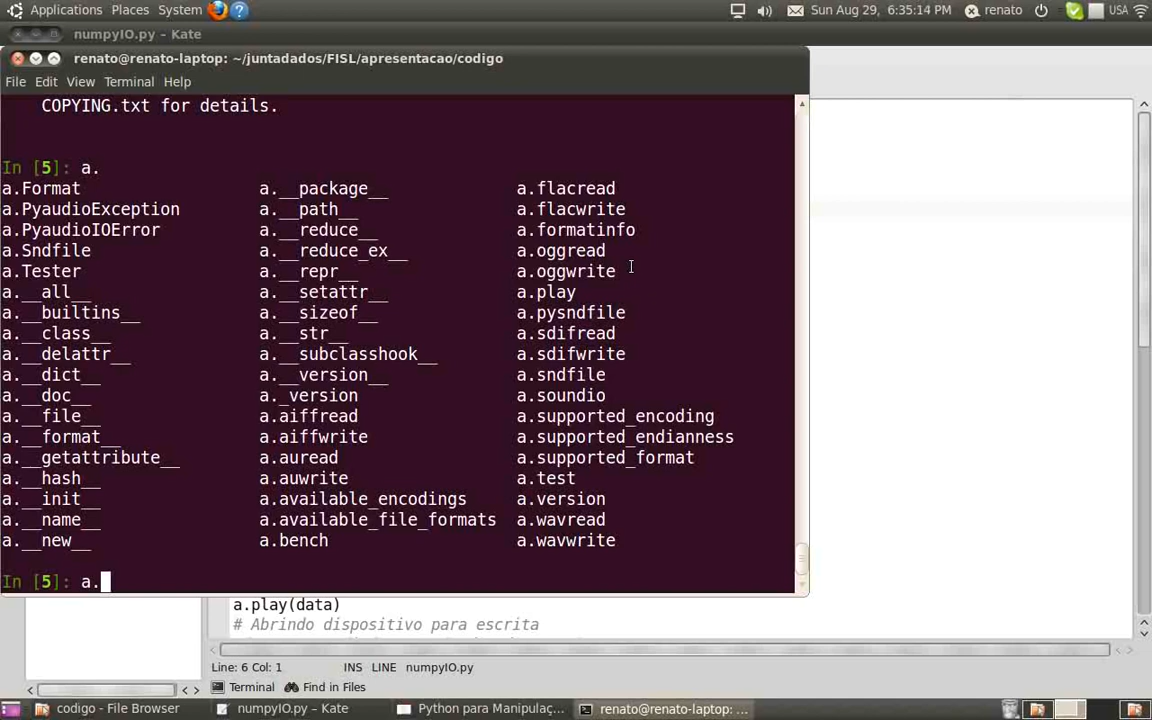 Applications Places System Sun Aug 29, 6:35:14 PM renato USA
numpyIO.py – Kate
renato@renato-laptop: ~/juntadados/FISL/apresentacao/codigo
File Edit View Terminal Help
COPYING.txt for details.
In [5]: a.
a.Format a.__package__ a.flacread
a.PyaudioException a.__path__ a.flacwrite
a.PyaudioIOError a.__reduce__ a.formatinfo
a.Sndfile a.__reduce_ex__ a.oggread
a.Tester a.__repr__ a.oggwrite
a.__all__ a.__setattr__ a.play
a.__builtins__ a.__sizeof__ a.pysndfile
a.__class__ a.__str__ a.sdifread
a.__delattr__ a.__subclasshook__ a.sdifwrite
a.__dict__ a.__version__ a.sndfile
a.__doc__ a._version a.soundio
a.__file__ a.aiffread a.supported_encoding
a.__format__ a.aiffwrite a.supported_endianness
a.__getattribute__ a.auread a.supported_format
a.__hash__ a.auwrite a.test
a.__init__ a.available_encodings a.version
a.__name__ a.available_file_formats a.wavread
a.__new__ a.bench a.wavwrite
In [5]: a.
a.play(data)
# Abrindo dispositivo para escrita
Line: 6 Col: 1 INS LINE numpyIO.py
Terminal Find in Files
codigo - File Browser numpyIO.py – Kate Python para Manipulaç... renato@renato-laptop: ...